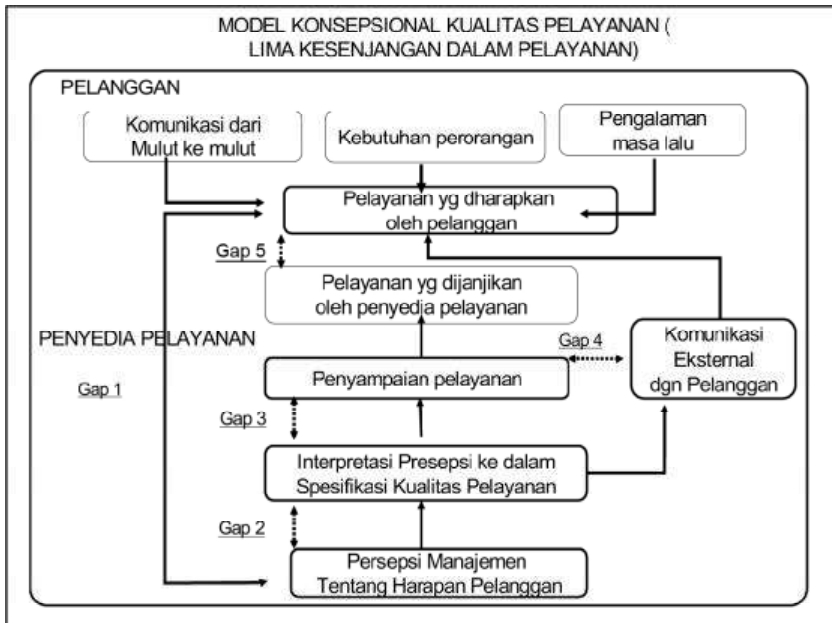 MODEL KONSEPSIONAL KUALITAS PELAYANAN (
LIMA KESENJANGAN DALAM PELAYANAN)
PELANGGAN
Komunikasi dari
Mulut ke mulut
Kebutuhan perorangan
Pengalaman
masa lalu
Pelayanan yg dharapkan
oleh pelanggan
Gap 5
Pelayanan yg dijanjikan
oleh penyedia pelayanan
PENYEDIA PELAYANAN
Gap 4
Komunikasi
Eksternal
dgn Pelanggan
Gap 1
Penyampaian pelayanan
Gap 3
Interpretasi Presepsi ke dalam
Spesifikasi Kualitas Pelayanan
Gap 2
Persepsi Manajemen
Tentang Harapan Pelanggan